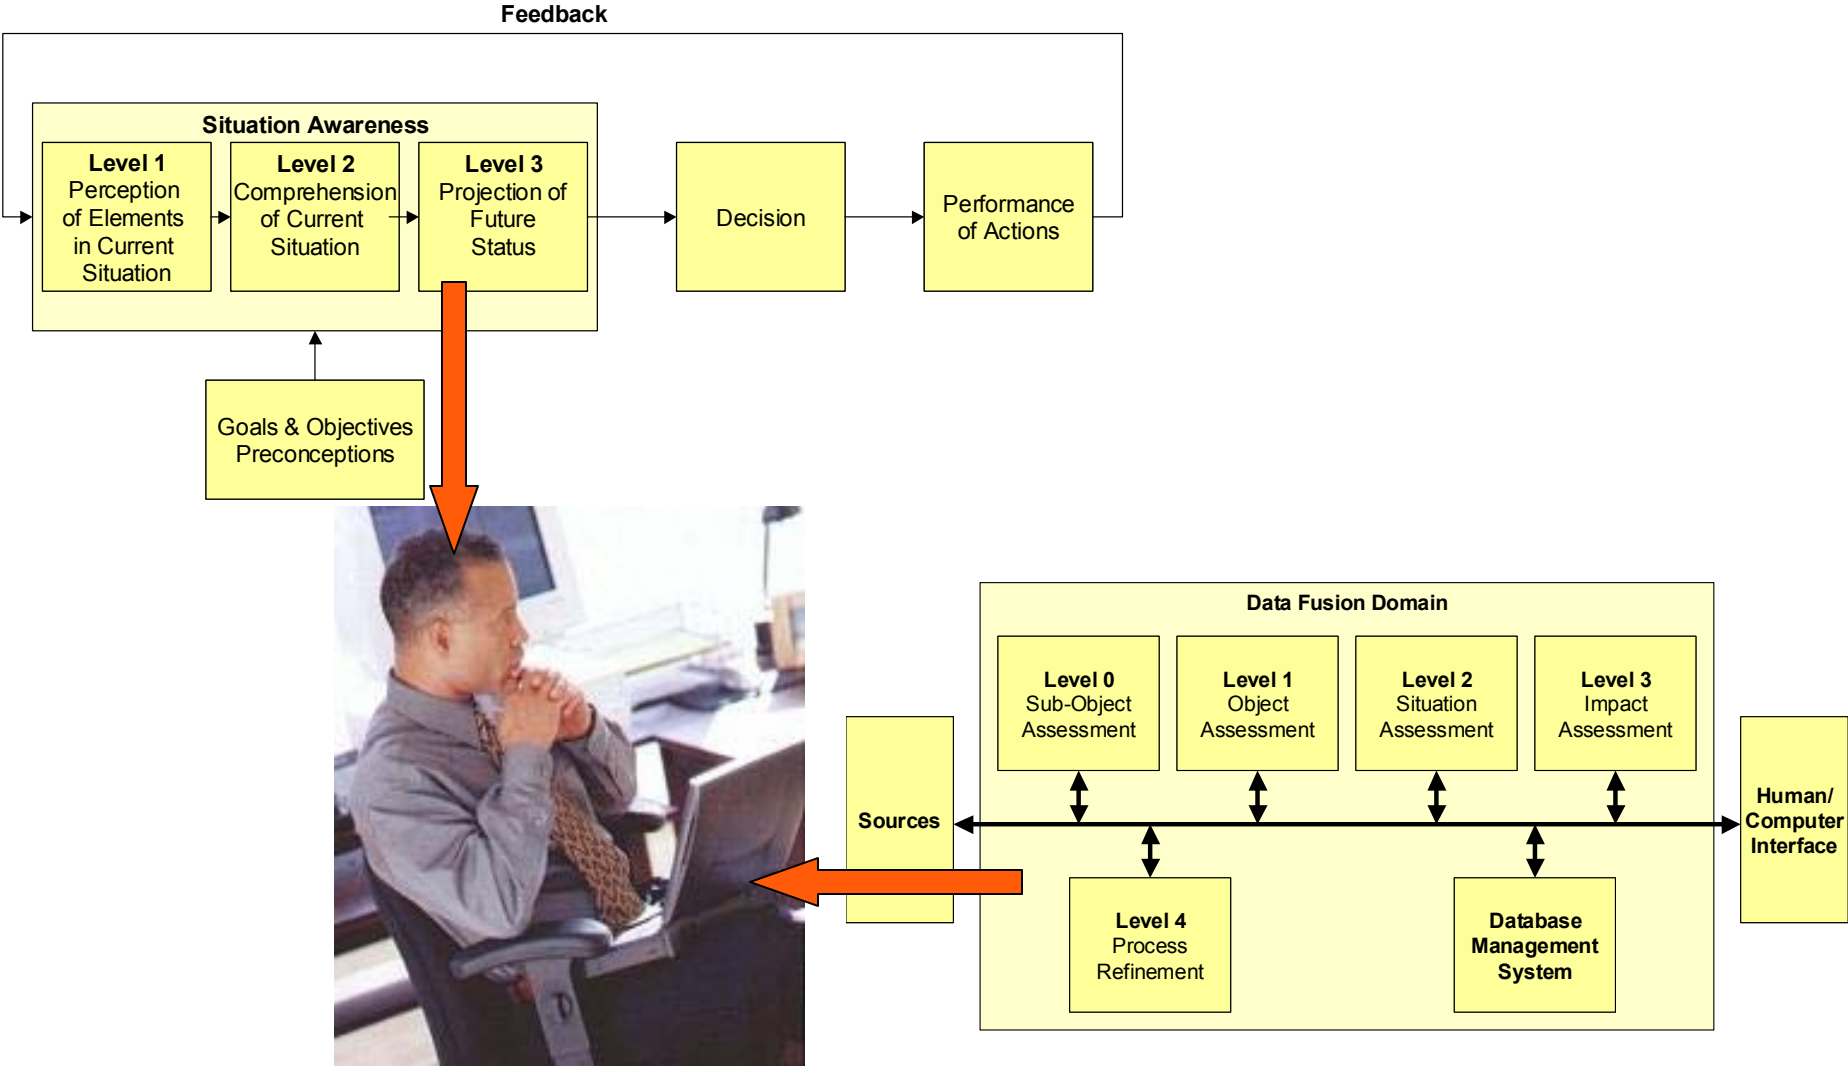 Feedback
Situation Awareness
Level 1
Perception
of Elements
in Current
Situation
Level 2
Comprehension
of Current
Situation
Level 3
Projection of
Future
Status
Decision
Performance
of Actions
Goals & Objectives
Preconceptions
Data Fusion Domain
Level 0
Sub-Object
Assessment
Level 1
Object
Assessment
Level 2
Situation
Assessment
Level 3
Impact
Assessment
Sources
Human/
Computer
Interface
Level 4
Process
Refinement
Database
Management
System